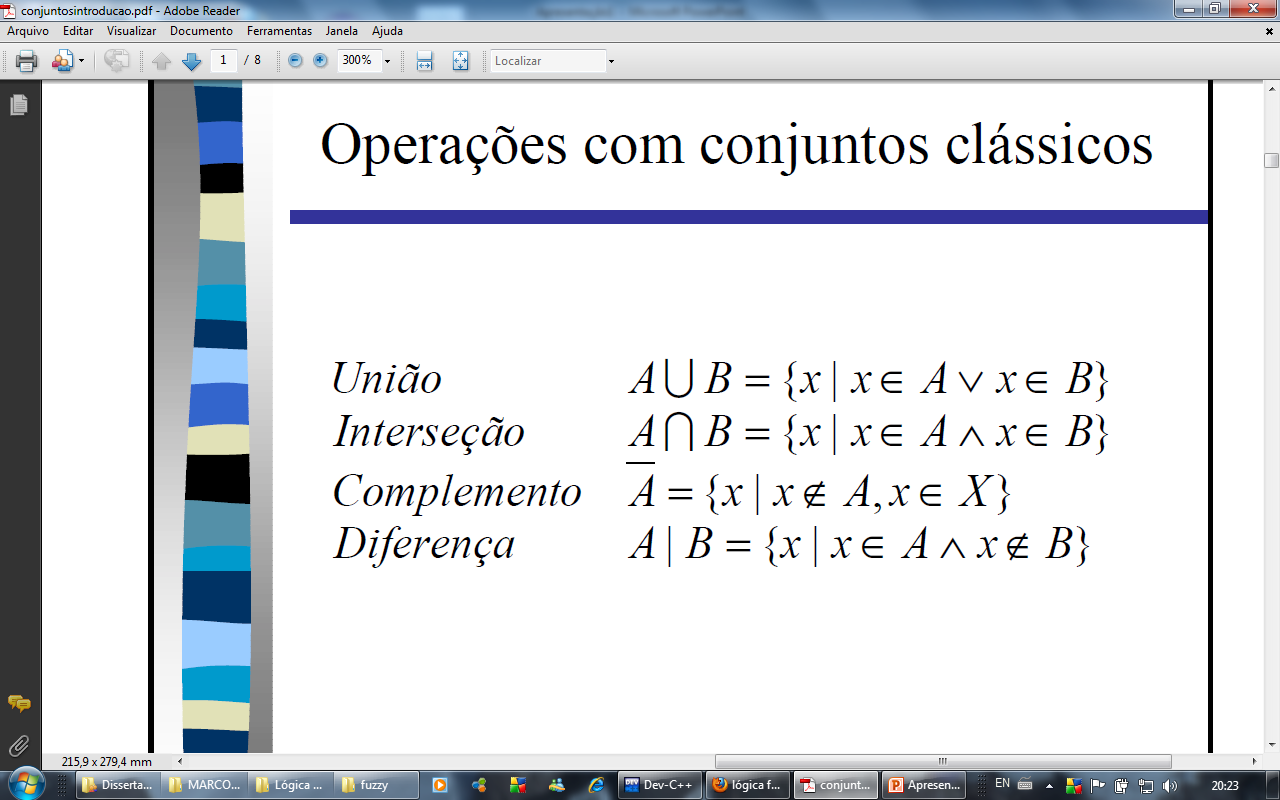 conjuntosintroducao.pdf - Adobe Reader
Arquivo Editar Visualizar Documento Ferramentas Janela Ajuda
1 / 8 300% Localizar
Operações com conjuntos clássicos
União A ⋃ B = {x | x ∈ A ∨ x ∈ B}
Interseção A ⋂ B = {x | x ∈ A ∧ x ∈ B}
Complemento A̅ = {x | x ∉ A, x ∈ X}
Diferença A | B = {x | x ∈ A ∧ x ∉ B}
215,9 x 279,4 mm
Disserta... MARCO... Lógica ... fuzzy Dev-C++ lógica f... conjunt... Apresen... EN 20:23